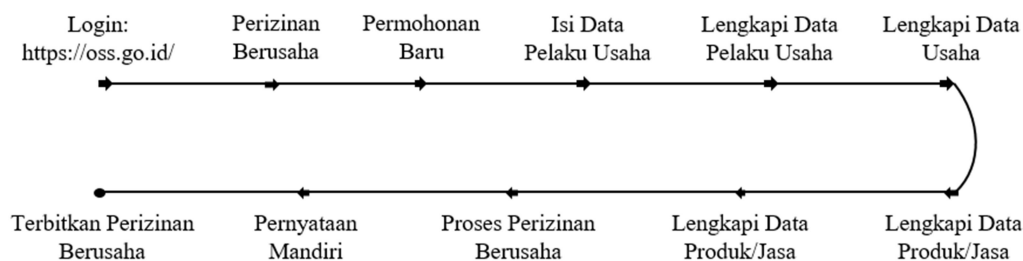 Login:
https://oss.go.id/
Perizinan
Berusaha
Permohonan
Baru
Isi Data
Pelaku Usaha
Lengkapi Data
Pelaku Usaha
Lengkapi Data
Usaha
Terbitkan Perizinan
Berusaha
Pernyataan
Mandiri
Proses Perizinan
Berusaha
Lengkapi Data
Produk/Jasa
Lengkapi Data
Produk/Jasa